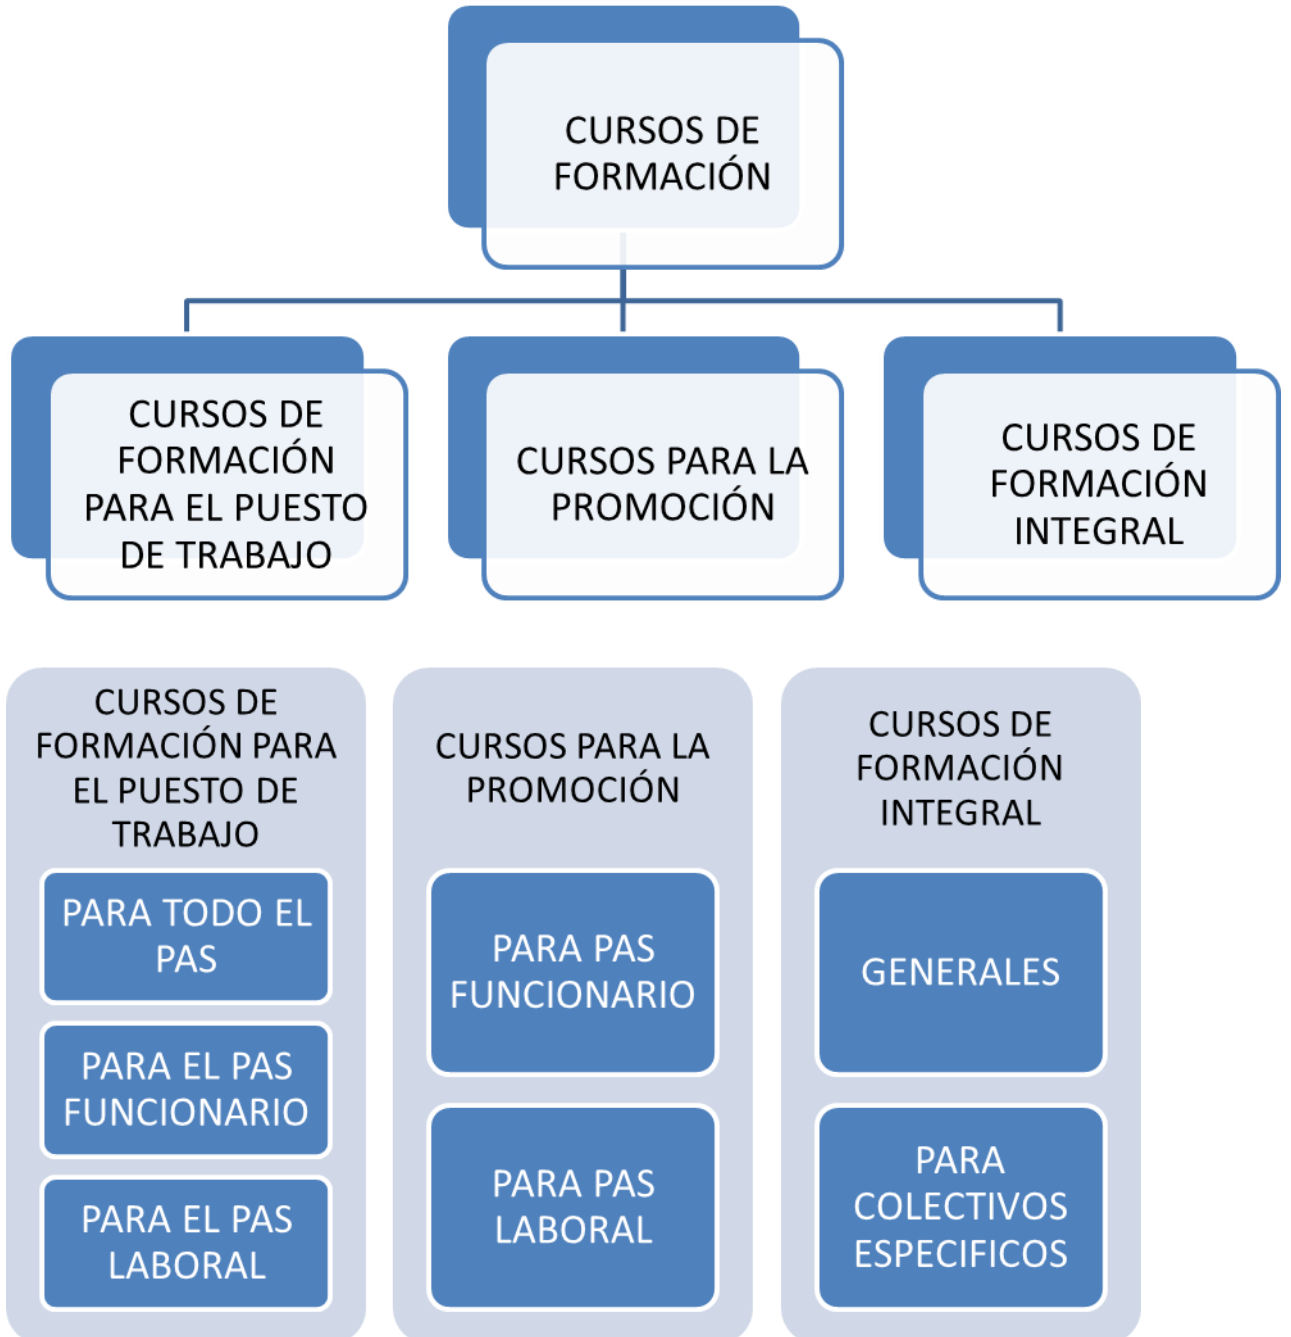 CURSOS DE
FORMACIÓN
CURSOS DE
FORMACIÓN
PARA EL PUESTO
DE TRABAJO
CURSOS PARA LA
PROMOCIÓN
CURSOS DE
FORMACIÓN
INTEGRAL
CURSOS DE
FORMACIÓN PARA
EL PUESTO DE
TRABAJO
PARA TODO EL
PAS
PARA EL PAS
FUNCIONARIO
PARA EL PAS
LABORAL
CURSOS PARA LA
PROMOCIÓN
PARA PAS
FUNCIONARIO
PARA PAS
LABORAL
CURSOS DE
FORMACIÓN
INTEGRAL
GENERALES
PARA
COLECTIVOS
ESPECIFICOS